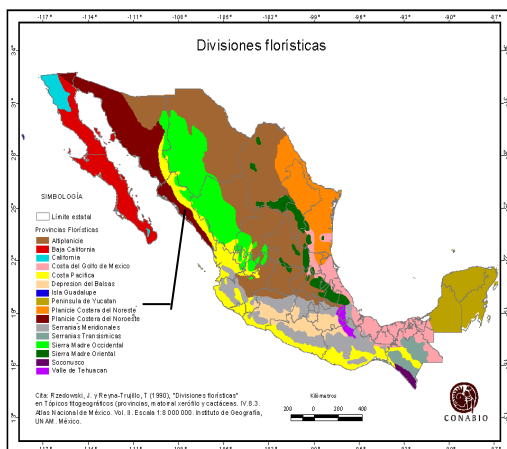 Divisiones florísticas
SIMBOLOGÍA
Límite estatal
Provincias Florísticas
Altiplanicie
Baja California
California
Costa del Golfo de Mexico
Costa Pacifica
Depresion del Balsas
Isla Guadalupe
Peninsula de Yucatan
Planicie Costera del Noreste
Planicie Costera del Noroeste
Serranias Meridionales
Serranias Transismicas
Sierra Madre Occidental
Sierra Madre Oriental
Soconusco
Valle de Tehuacan
Cita: Rzedowski, J. y Reyna-Trujillo, T (1990), "Divisiones florísticas"
en Tópicos fitogeográficos (provincias, matorral xerófilo y cactáceas. IV.8.3.
Atlas Nacional de México. Vol. II. Escala 1:8 000 000. Instituto de Geografía,
UNAM. México.
Kilómetros
200 0 200 400
CONABIO